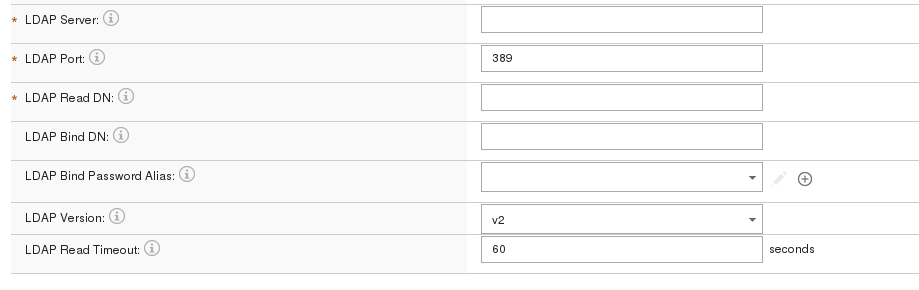 * LDAP Server:
* LDAP Port: 389
* LDAP Read DN:
LDAP Bind DN:
LDAP Bind Password Alias:
LDAP Version: v2
LDAP Read Timeout: 60 seconds